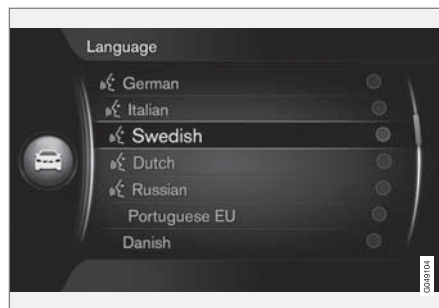 Language
German
Italian
Swedish
Dutch
Russian
Portuguese EU
Danish
G049104